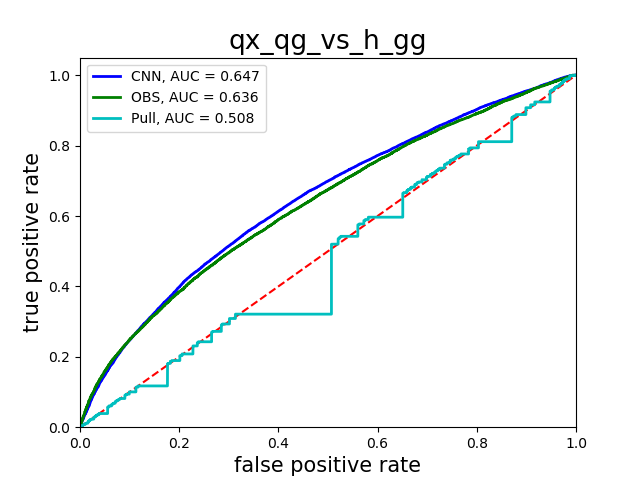 qx_qg_vs_h_gg
CNN, AUC = 0.647
OBS, AUC = 0.636
Pull, AUC = 0.508
1.0
0.8
0.6
0.4
0.2
0.0
true positive rate
0.0 0.2 0.4 0.6 0.8 1.0
false positive rate